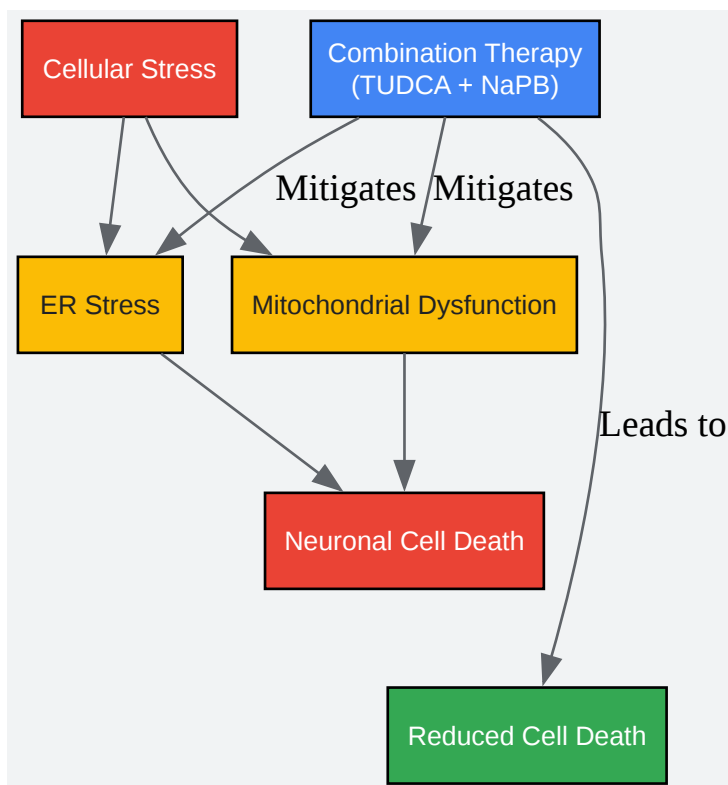 Cellular Stress
Combination Therapy
(TUDCA + NaPB)
Mitigates
Mitigates
ER Stress
Mitochondrial Dysfunction
Leads to
Neuronal Cell Death
Reduced Cell Death